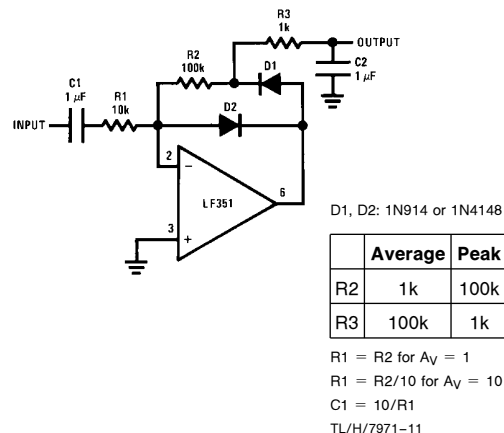 R3
1k
OUTPUT
R2
100k
D1
C2
1 µF
C1
1 µF
R1
10k
D2
INPUT
2
−
6
LF351
3
+
D1, D2: 1N914 or 1N4148
Average Peak
R2 1k 100k
R3 100k 1k
R1 = R2 for AV = 1
R1 = R2/10 for AV = 10
C1 = 10/R1
TL/H/7971–11